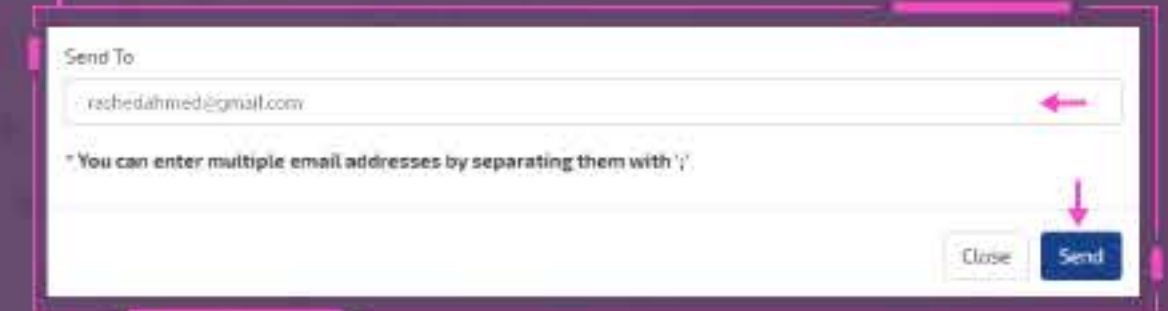 Send To
rashedahmed@gmail.com
* You can enter multiple email addresses by separating them with ';'
Close
Send